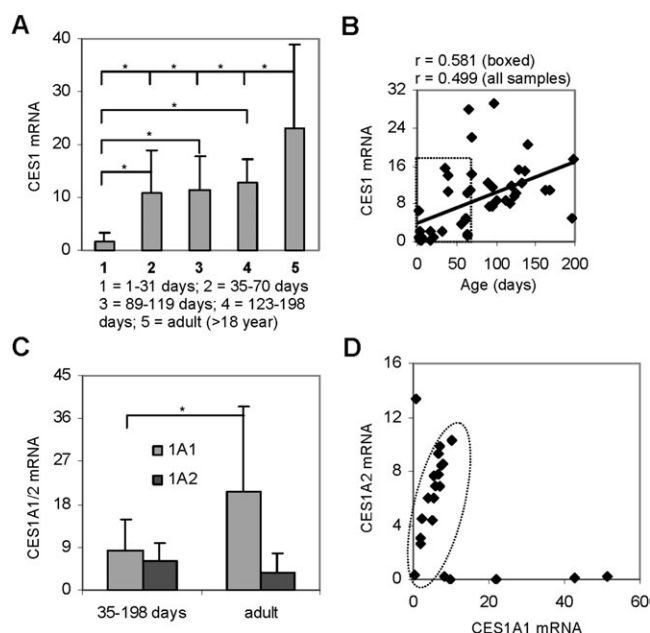 A
40
30
20
10
0
CES1 mRNA
* * * *
*
*
*
1 2 3 4 5
1 = 1-31 days; 2 = 35-70 days
3 = 89-119 days; 4 = 123-198
days; 5 = adult (>18 year)
B
r = 0.581 (boxed)
r = 0.499 (all samples)
32
24
16
8
0
CES1 mRNA
0 50 100 150 200
Age (days)
C
45
36
27
18
9
0
CES1A1/2 mRNA
*
1A1
1A2
35-198 days adult
D
16
12
8
4
0
CES1A2 mRNA
0 20 40 60
CES1A1 mRNA